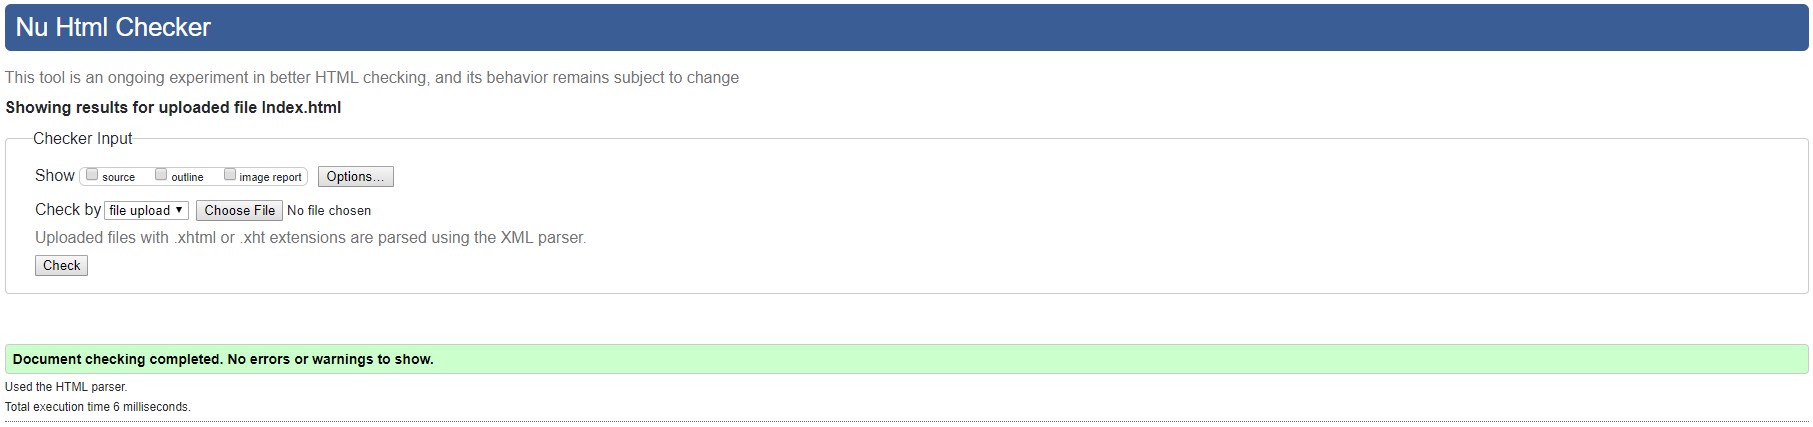 Nu Html Checker
This tool is an ongoing experiment in better HTML checking, and its behavior remains subject to change
Showing results for uploaded file Index.html
Checker Input
Show source outline image report Options...
Check by file upload Choose File No file chosen
Uploaded files with .xhtml or .xht extensions are parsed using the XML parser.
Check
Document checking completed. No errors or warnings to show.
Used the HTML parser.
Total execution time 6 milliseconds.